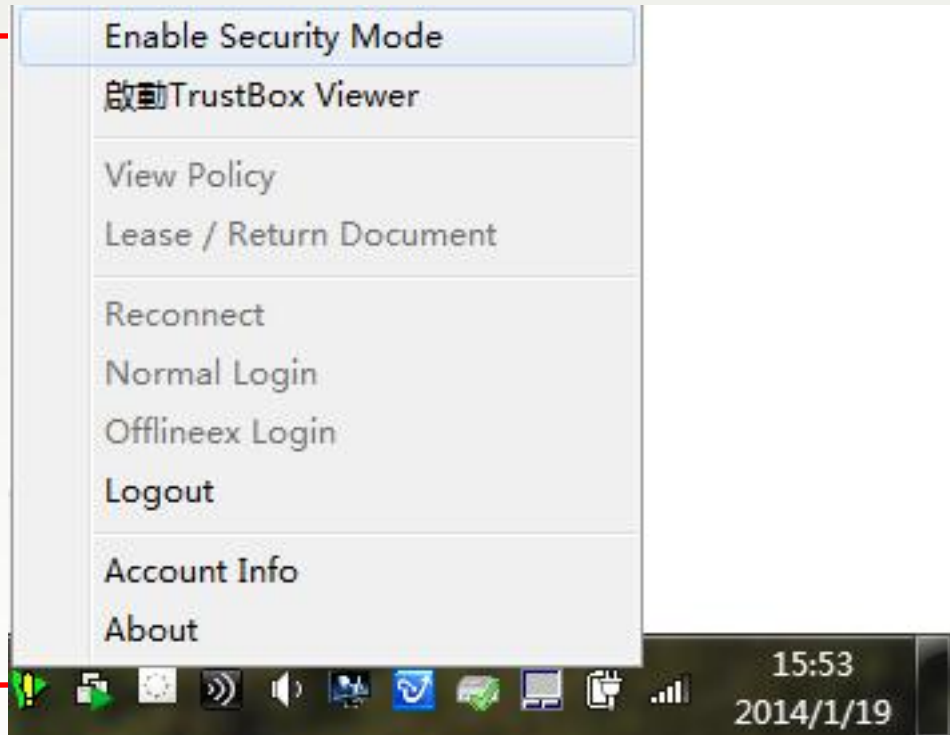 Enable Security Mode
啟動TrustBox Viewer
View Policy
Lease / Return Document
Reconnect
Normal Login
Offlineex Login
Logout
Account Info
About
15:53
2014/1/19